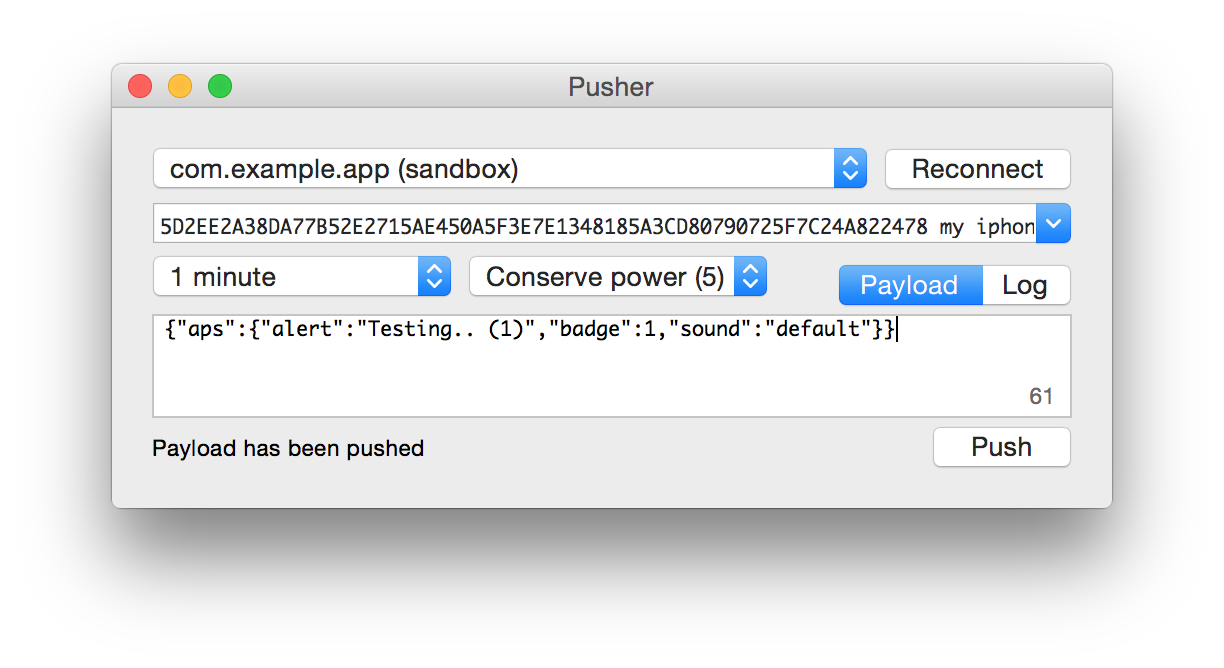 Pusher
com.example.app (sandbox) Reconnect
5D2EE2A38DA77B52E2715AE450A5F3E7E1348185A3CD80790725F7C24A822478 my iphon
1 minute Conserve power (5) Payload Log
{"aps":{"alert":"Testing.. (1)","badge":1,"sound":"default"}}
61
Payload has been pushed Push